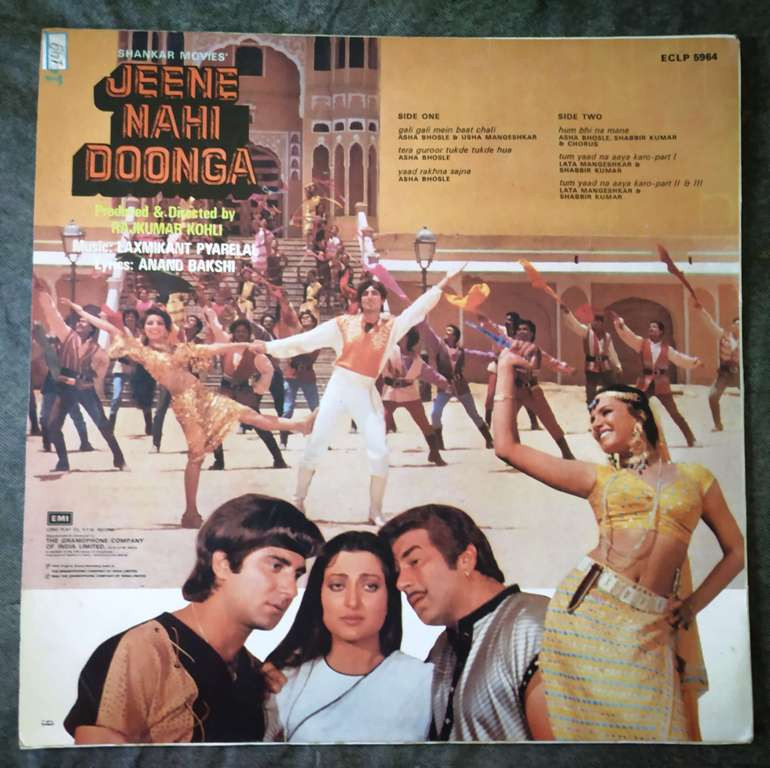 SHANKAR MOVIES'
JEENE
NAHI
DOONGA
Produced & Directed by
RAJKUMAR KOHLI
Music: LAXMIKANT PYARELAL
Lyrics: ANAND BAKSHI
ECLP 5964
SIDE ONE
gali gali mein baat chali
ASHA BHOSLE & USHA MANGESHKAR
tera guroor tukde tukde hua
ASHA BHOSLE
yaad rakhna sajna
ASHA BHOSLE
SIDE TWO
hum bhi na mane
ASHA BHOSLE, SHABBIR KUMAR
& CHORUS
tum yaad na aaya karo-part I
LATA MANGESHKAR &
SHABBIR KUMAR
tum yaad na aaya karo-part II & III
LATA MANGESHKAR &
SHABBIR KUMAR
EMI
THE GRAMOPHONE COMPANY
OF INDIA LIMITED